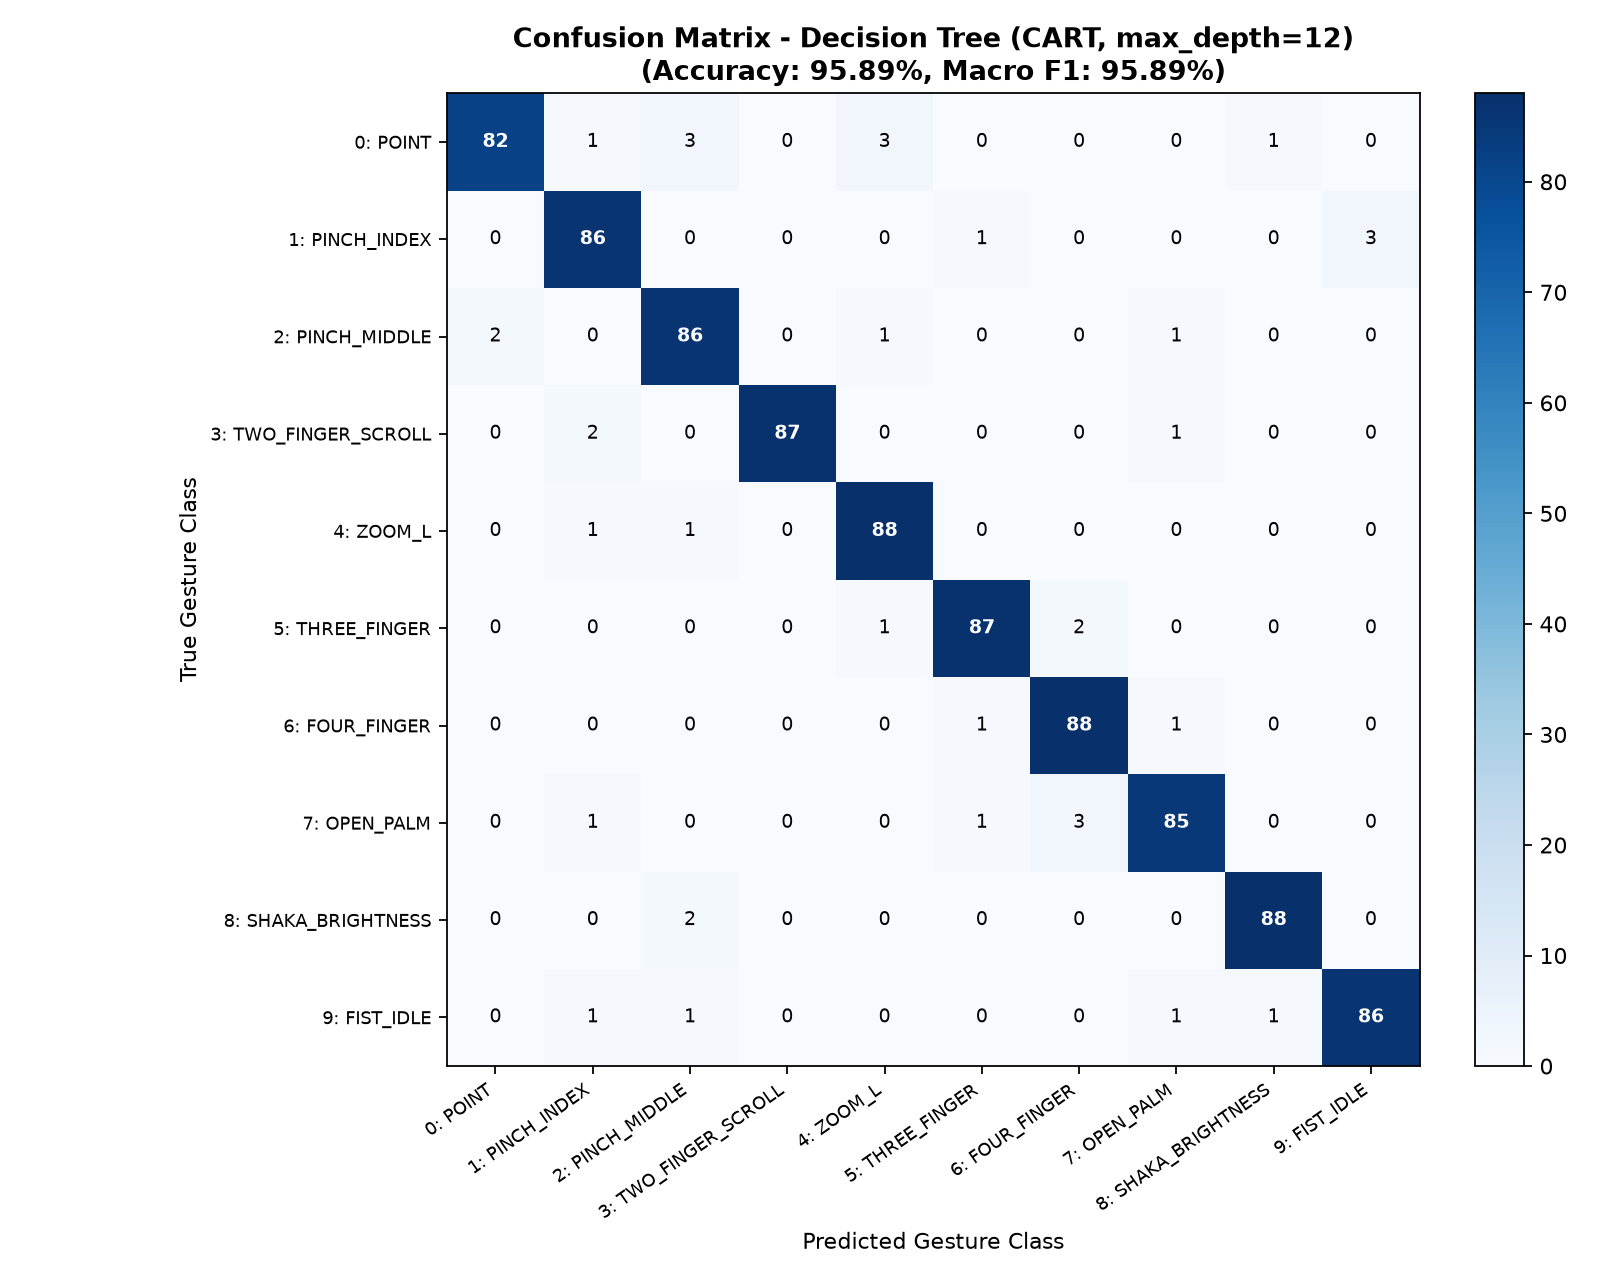 Confusion Matrix - Decision Tree (CART, max_depth=12)
(Accuracy: 95.89%, Macro F1: 95.89%)
True Gesture Class
0: POINT 82 1 3 0 3 0 0 0 1 0
1: PINCH_INDEX 0 86 0 0 0 1 0 0 0 3
2: PINCH_MIDDLE 2 0 86 0 1 0 0 1 0 0
3: TWO_FINGER_SCROLL 0 2 0 87 0 0 0 1 0 0
4: ZOOM_L 0 1 1 0 88 0 0 0 0 0
5: THREE_FINGER 0 0 0 0 1 87 2 0 0 0
6: FOUR_FINGER 0 0 0 0 0 1 88 1 0 0
7: OPEN_PALM 0 1 0 0 0 1 3 85 0 0
8: SHAKA_BRIGHTNESS 0 0 2 0 0 0 0 0 88 0
9: FIST_IDLE 0 1 1 0 0 0 0 1 1 86
0: POINT
1: PINCH_INDEX
2: PINCH_MIDDLE
3: TWO_FINGER_SCROLL
4: ZOOM_L
5: THREE_FINGER
6: FOUR_FINGER
7: OPEN_PALM
8: SHAKA_BRIGHTNESS
9: FIST_IDLE
Predicted Gesture Class
80
70
60
50
40
30
20
10
0